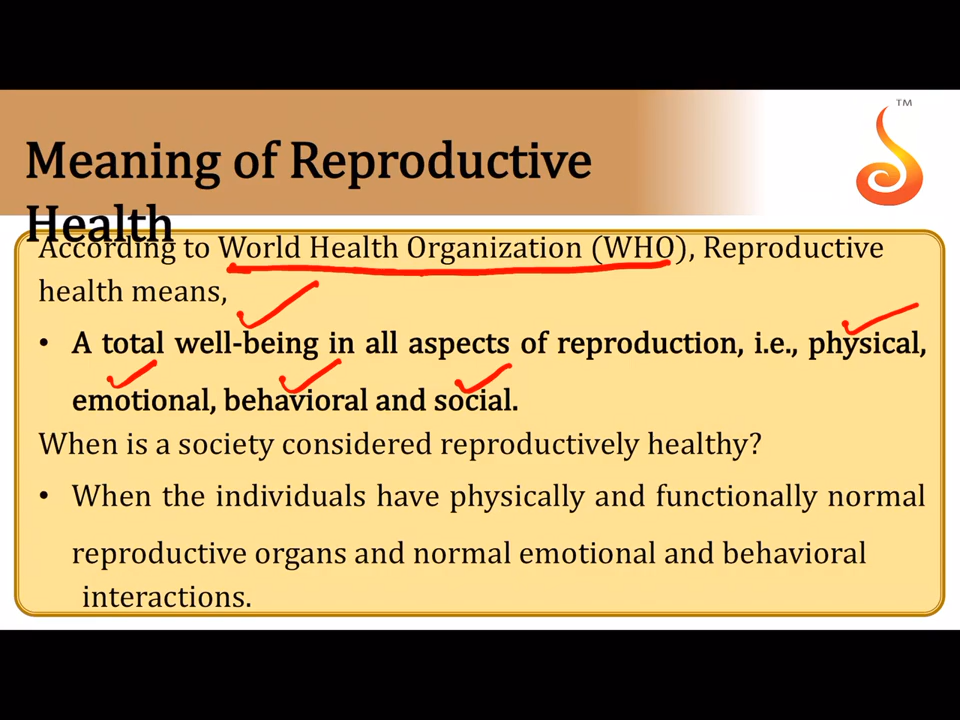 TM
Meaning of Reproductive
Health
According to World Health Organization (WHO), Reproductive
health means,
• A total well-being in all aspects of reproduction, i.e., physical,
emotional, behavioral and social.
When is a society considered reproductively healthy?
• When the individuals have physically and functionally normal
reproductive organs and normal emotional and behavioral
interactions.